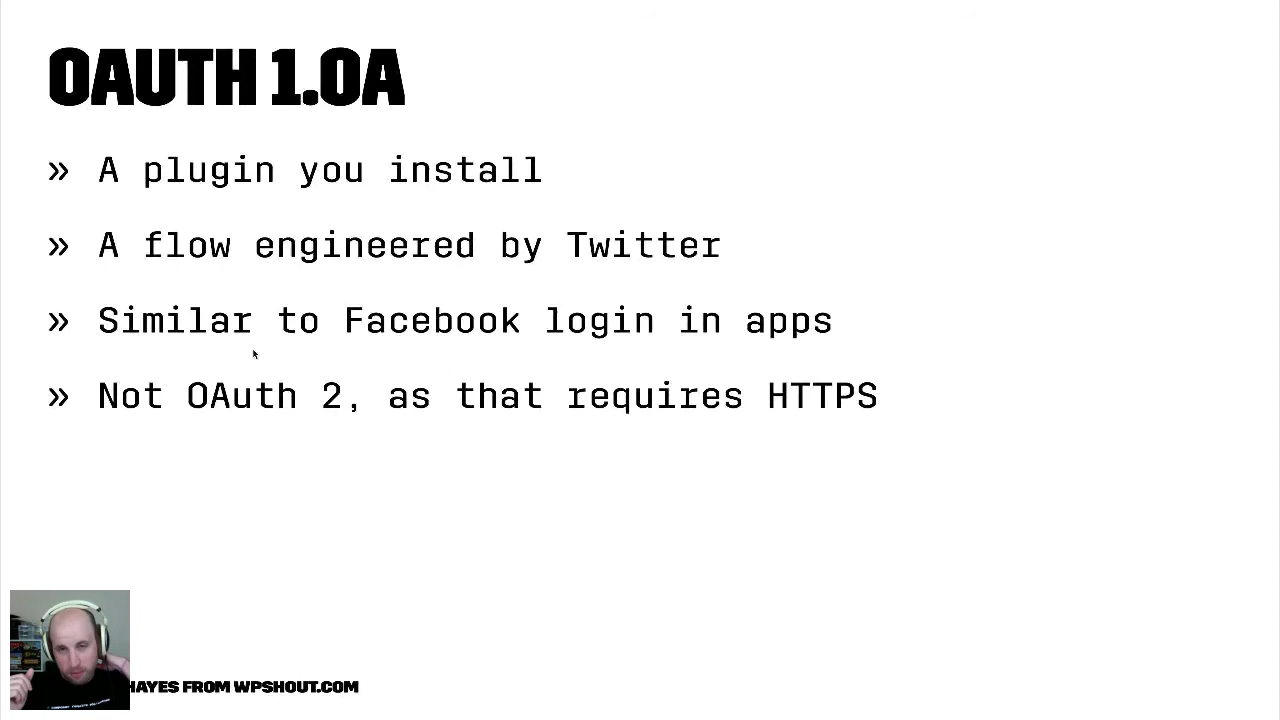 OAUTH 1.0A
» A plugin you install
» A flow engineered by Twitter
» Similar to Facebook login in apps
» Not OAuth 2, as that requires HTTPS
HAYES FROM WPSHOUT.COM